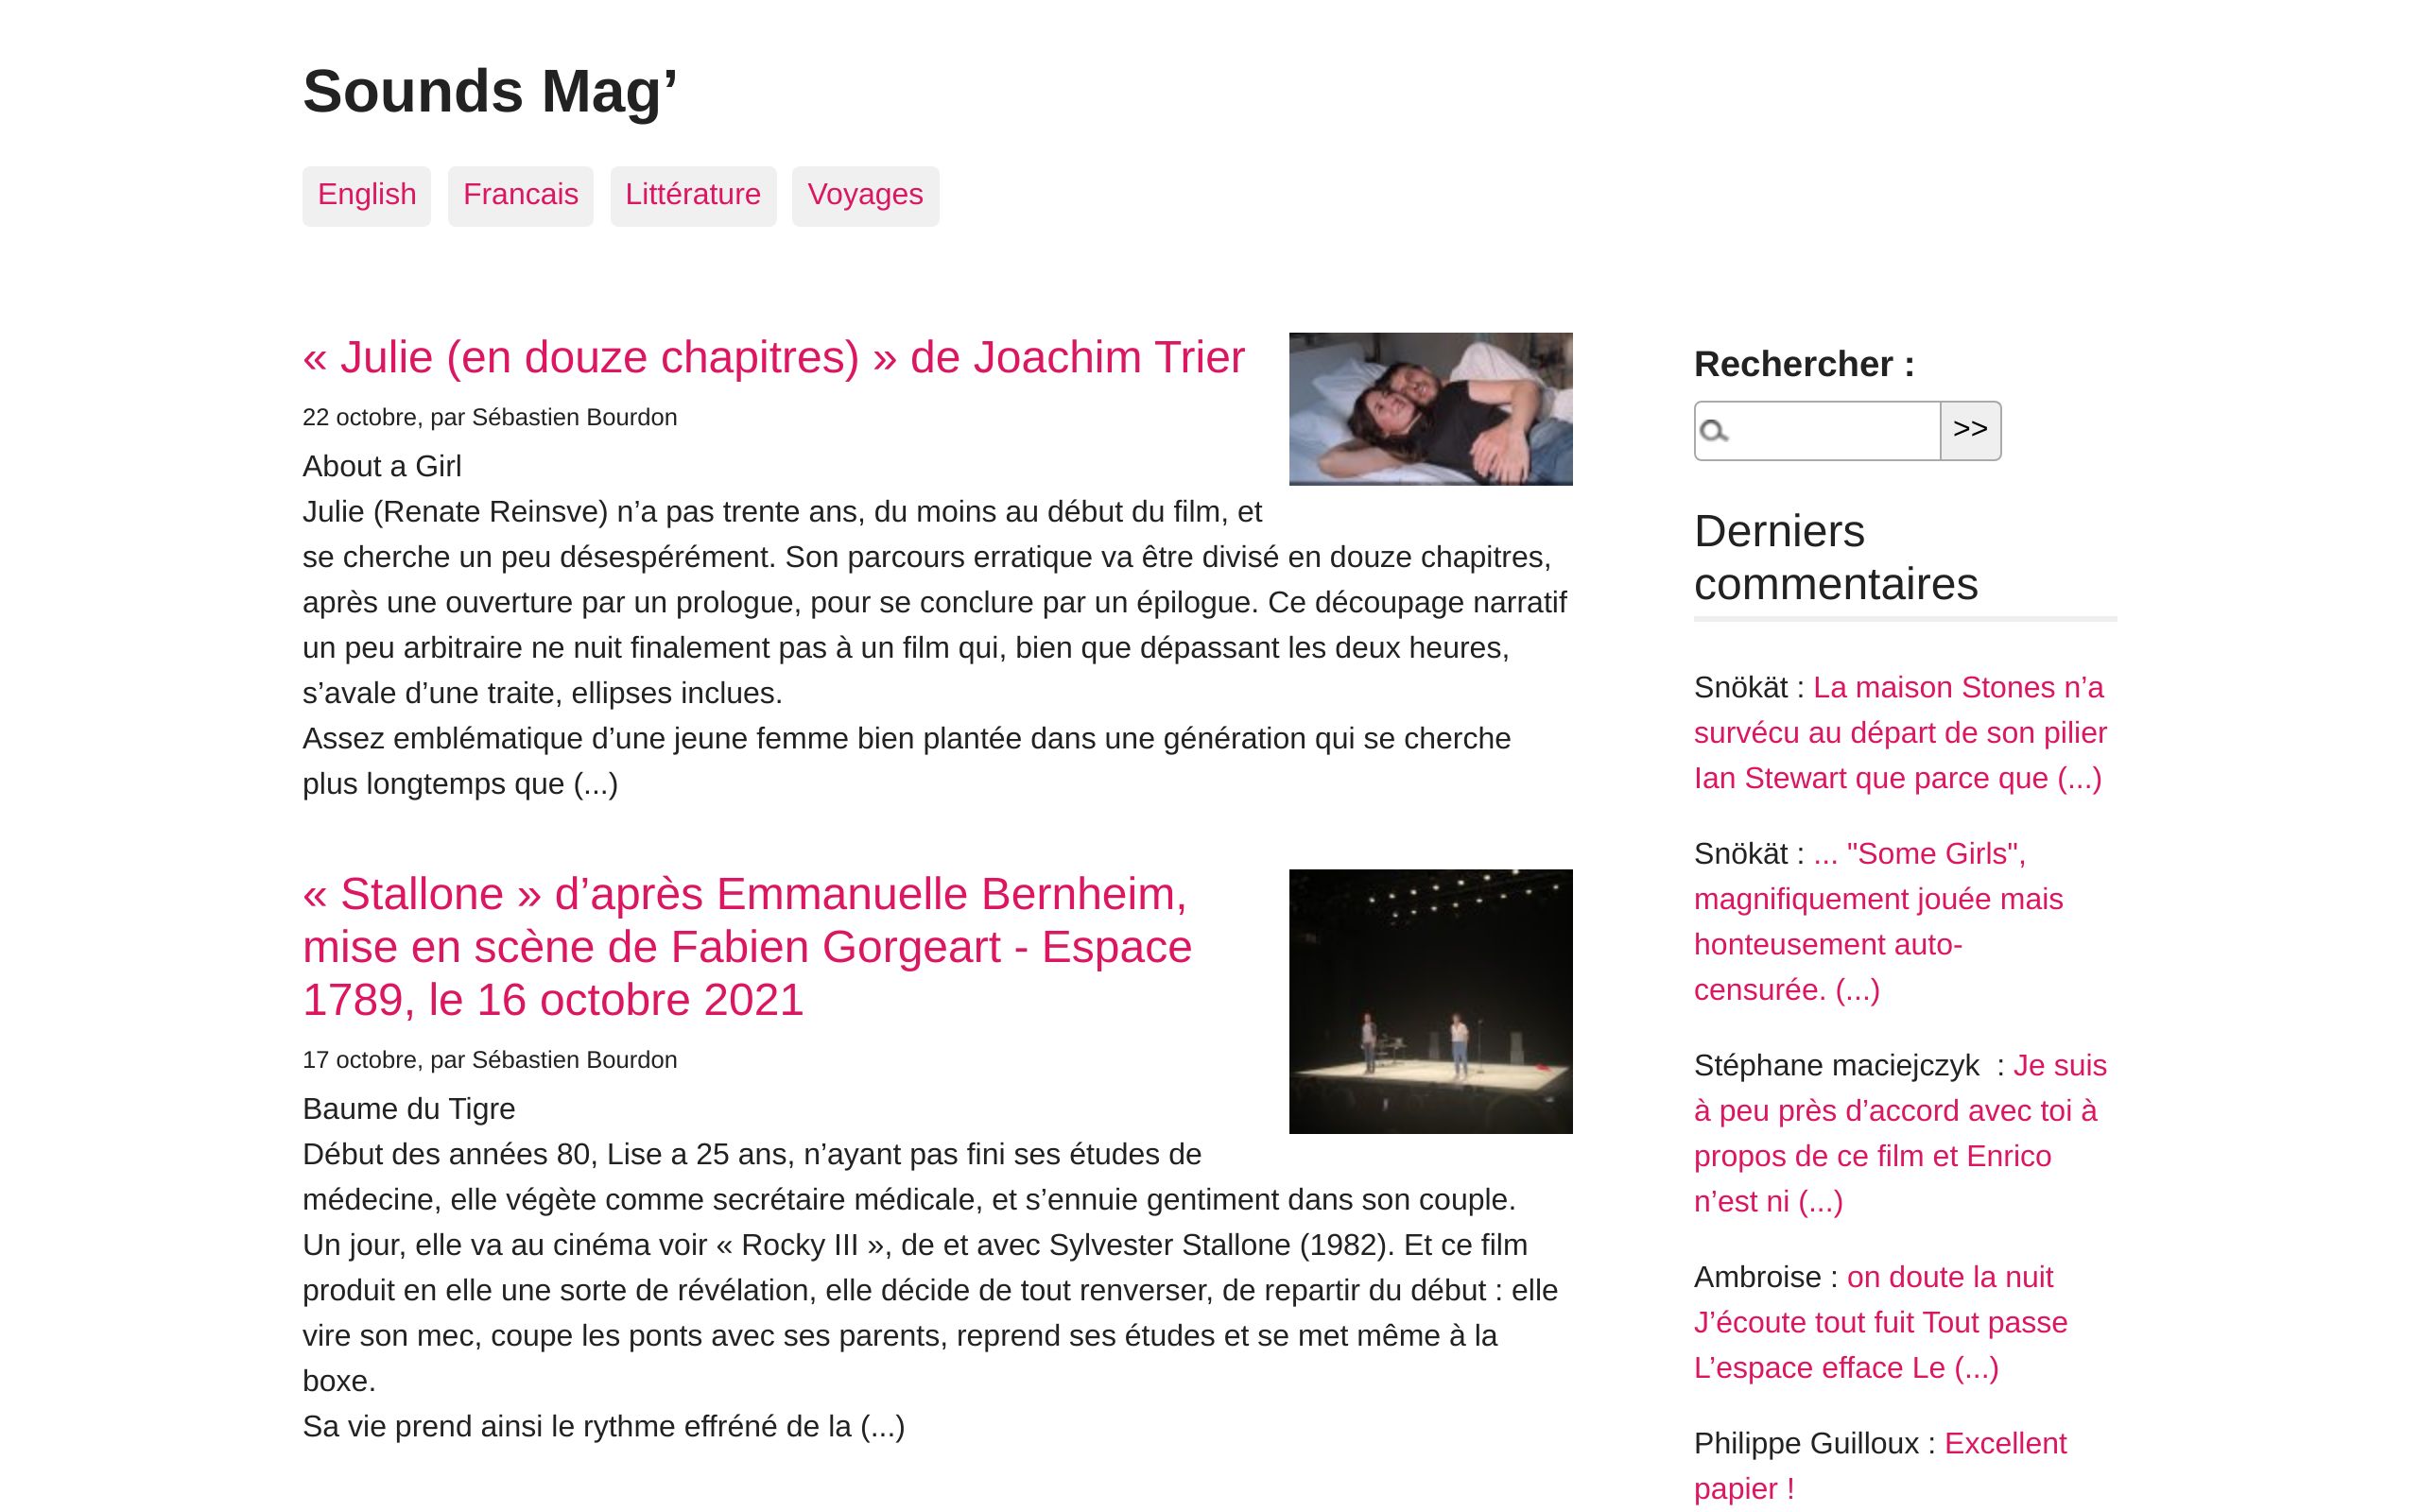 Sounds Mag’
English Francais Littérature Voyages
« Julie (en douze chapitres) » de Joachim Trier
22 octobre, par Sébastien Bourdon
About a Girl
Julie (Renate Reinsve) n’a pas trente ans, du moins au début du film, et
se cherche un peu désespérément. Son parcours erratique va être divisé en douze chapitres,
après une ouverture par un prologue, pour se conclure par un épilogue. Ce découpage narratif
un peu arbitraire ne nuit finalement pas à un film qui, bien que dépassant les deux heures,
s’avale d’une traite, ellipses inclues.
Assez emblématique d’une jeune femme bien plantée dans une génération qui se cherche
plus longtemps que (...)
« Stallone » d’après Emmanuelle Bernheim,
mise en scène de Fabien Gorgeart - Espace
1789, le 16 octobre 2021
17 octobre, par Sébastien Bourdon
Baume du Tigre
Début des années 80, Lise a 25 ans, n’ayant pas fini ses études de
médecine, elle végète comme secrétaire médicale, et s’ennuie gentiment dans son couple.
Un jour, elle va au cinéma voir « Rocky III », de et avec Sylvester Stallone (1982). Et ce film
produit en elle une sorte de révélation, elle décide de tout renverser, de repartir du début : elle
vire son mec, coupe les ponts avec ses parents, reprend ses études et se met même à la
boxe.
Sa vie prend ainsi le rythme effréné de la (...)
Rechercher :
>>
Derniers
commentaires
Snökät : La maison Stones n’a
survécu au départ de son pilier
Ian Stewart que parce que (...)
Snökät : ... "Some Girls",
magnifiquement jouée mais
honteusement auto-
censurée. (...)
Stéphane maciejczyk : Je suis
à peu près d’accord avec toi à
propos de ce film et Enrico
n’est ni (...)
Ambroise : on doute la nuit
J’écoute tout fuit Tout passe
L’espace efface Le (...)
Philippe Guilloux : Excellent
papier !